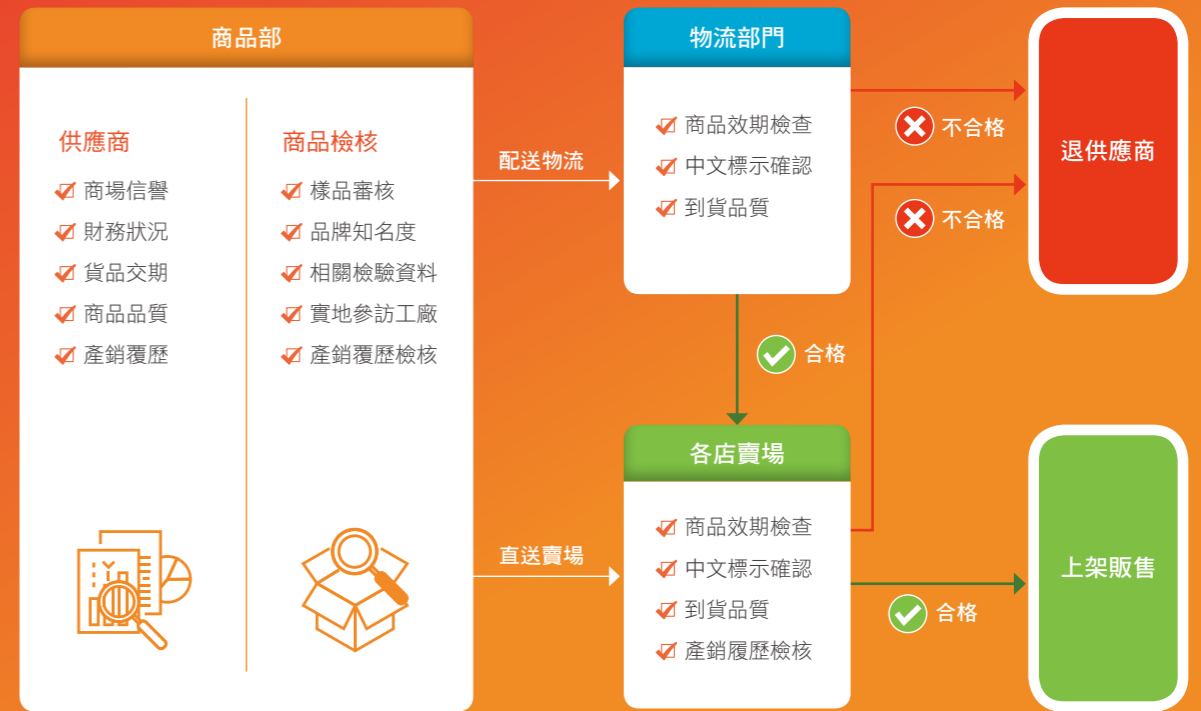 商品部
供應商
商場信譽
財務狀況
貨品交期
商品品質
產銷覆歷
商品檢核
樣品審核
品牌知名度
相關檢驗資料
實地參訪工廠
產銷覆歷檢核
配送物流
直送賣場
物流部門
商品效期檢查
中文標示確認
到貨品質
合格
各店賣場
商品效期檢查
中文標示確認
到貨品質
產銷履歷檢核
不合格
不合格
合格
退供應商
上架販售